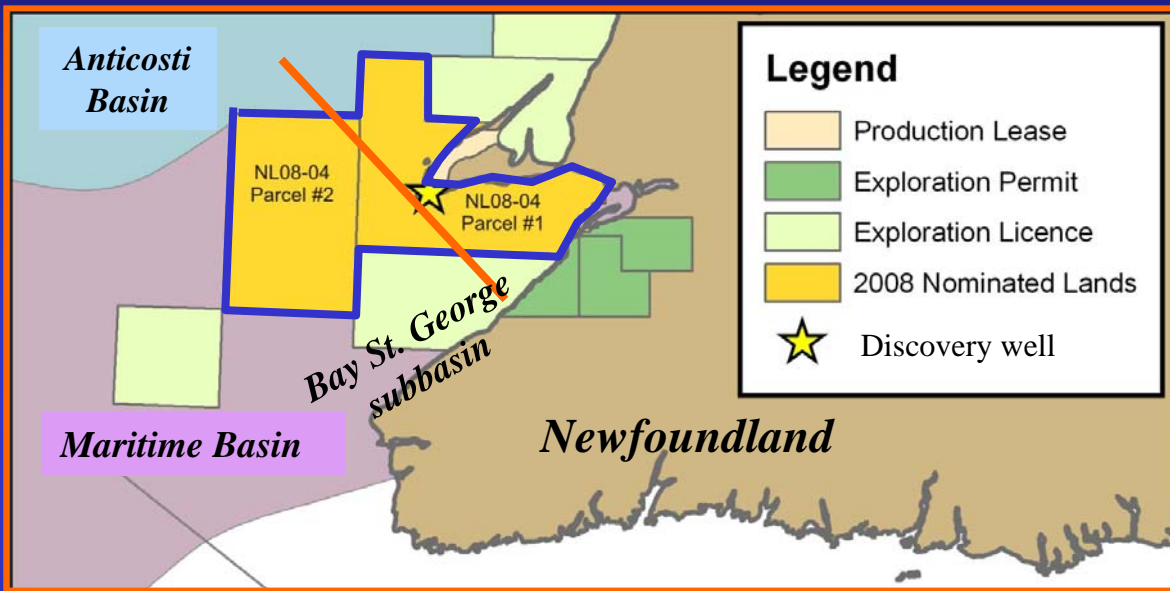 Anticosti
Basin
NL08-04
Parcel #2
NL08-04
Parcel #1
Bay St. George
subbasin
Maritime Basin
Newfoundland
Legend
Production Lease
Exploration Permit
Exploration Licence
2008 Nominated Lands
Discovery well